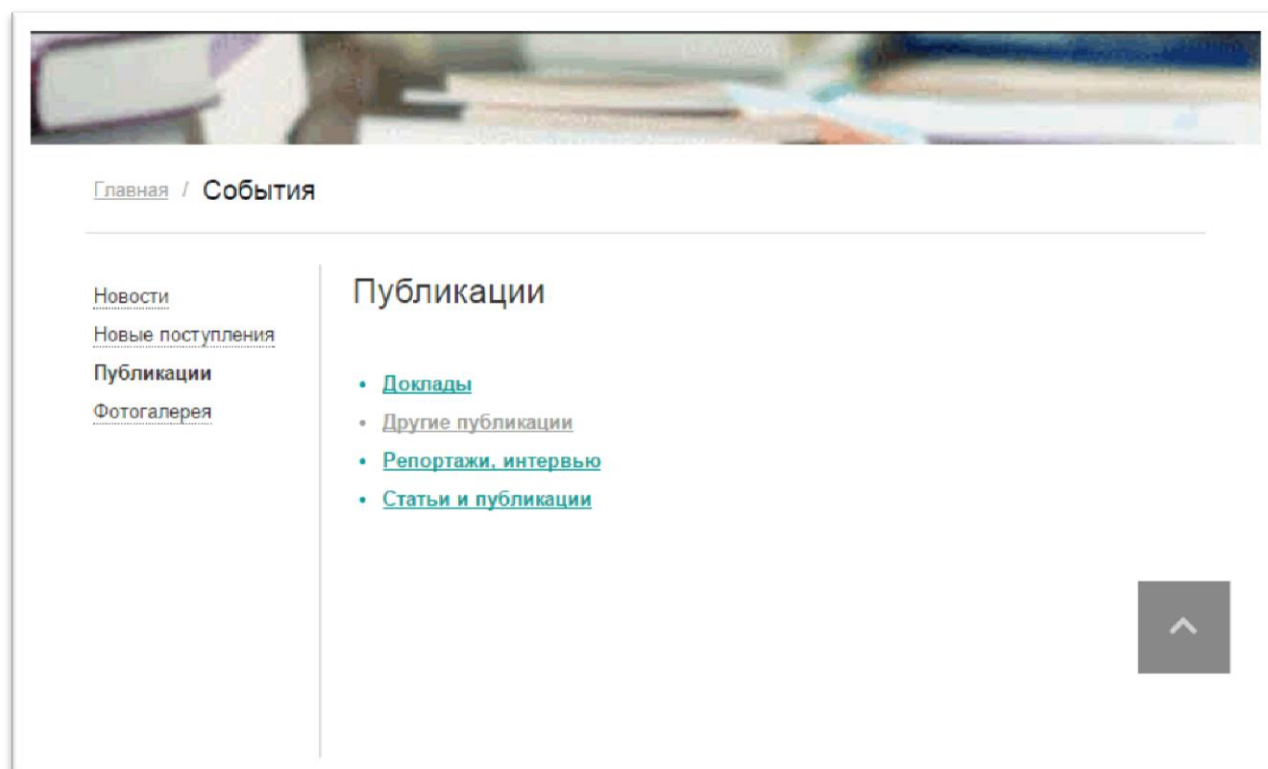 Главная / События
Новости
Новые поступления
Публикации
Фотогалерея
Публикации
• Доклады
• Другие публикации
• Репортажи, интервью
• Статьи и публикации